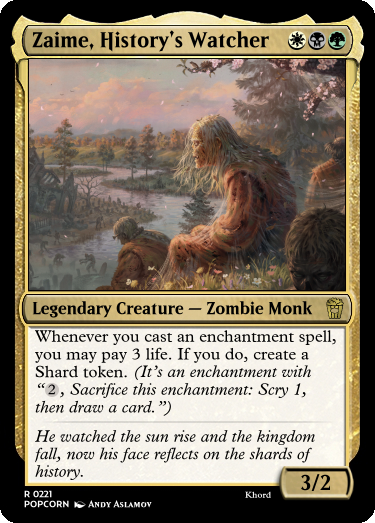 Zaime, History's Watcher
Legendary Creature — Zombie Monk
Whenever you cast an enchantment spell,
you may pay 3 life. If you do, create a
Shard token. (It's an enchantment with
"2, Sacrifice this enchantment: Scry 1,
then draw a card.")
He watched the sun rise and the kingdom
fall, now his face reflects on the shards of
history.
3/2
R 0221
POPCORN Andy Aslamov
Khord